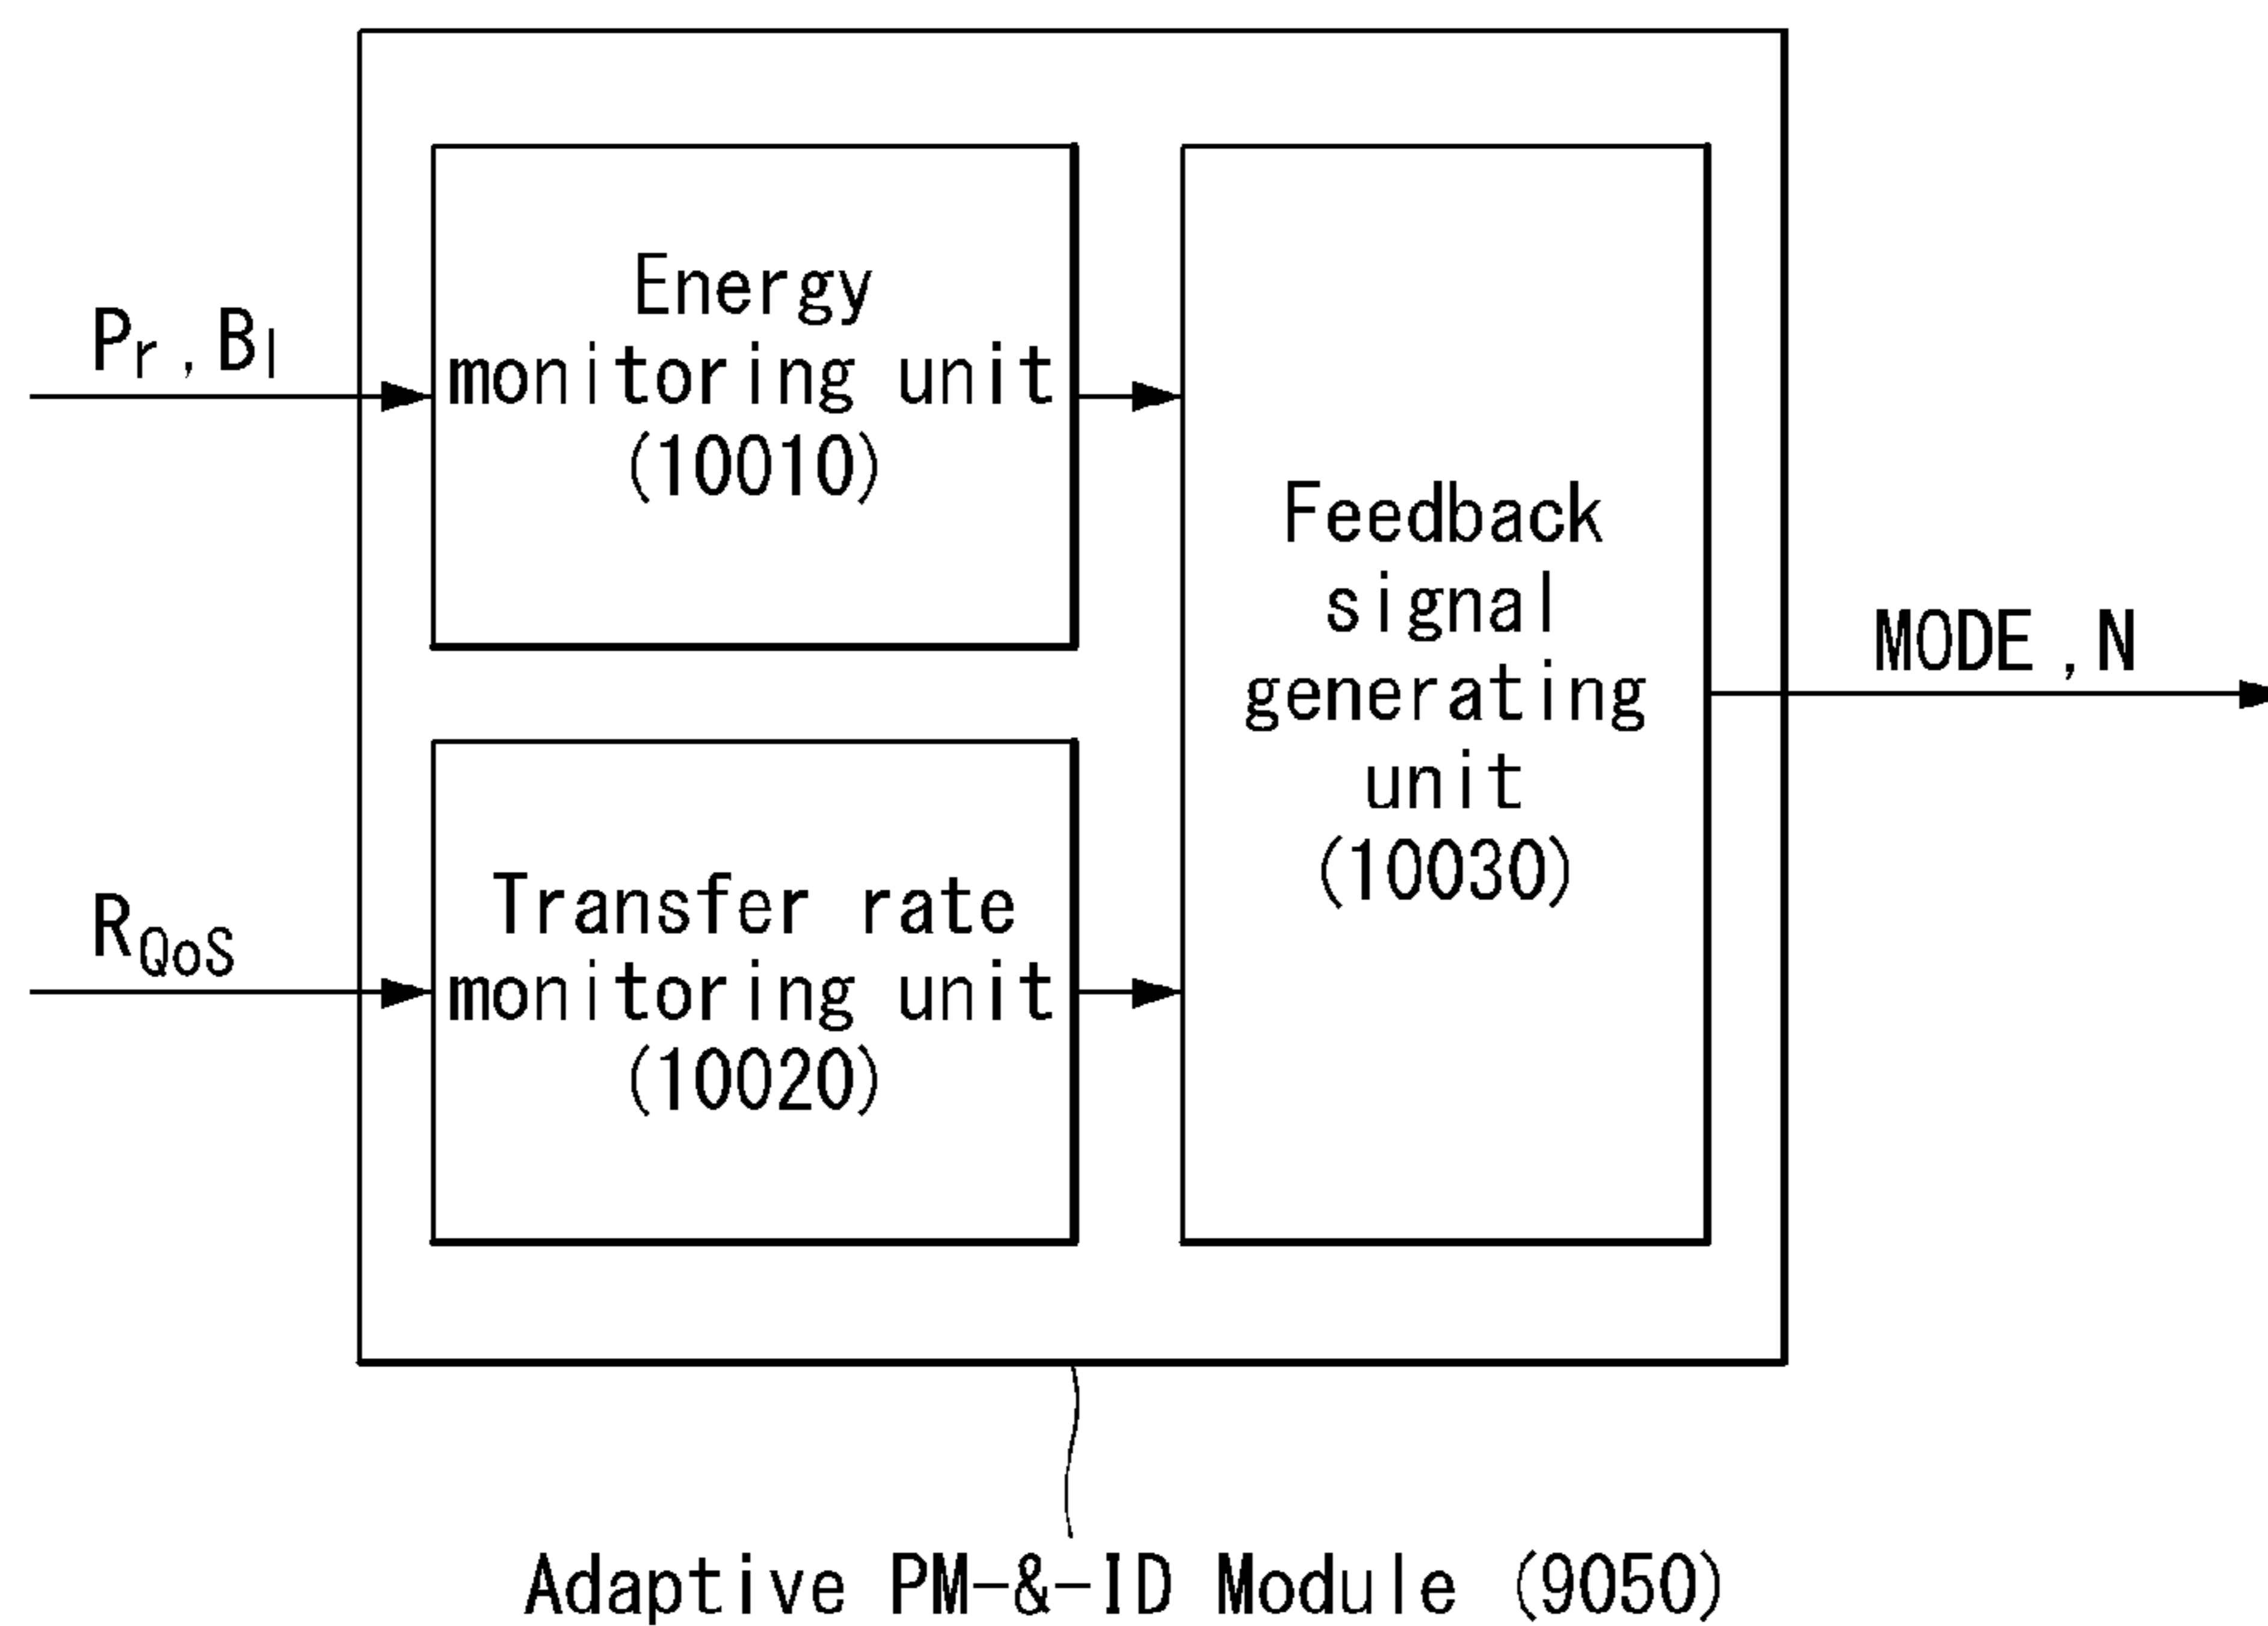 Pr,Bl
Energy
monitoring unit
(10010)
RQoS
Transfer rate
monitoring unit
(10020)
Feedback
signal
generating
unit
(10030)
MODE,N
Adaptive PM-&-ID Module (9050)